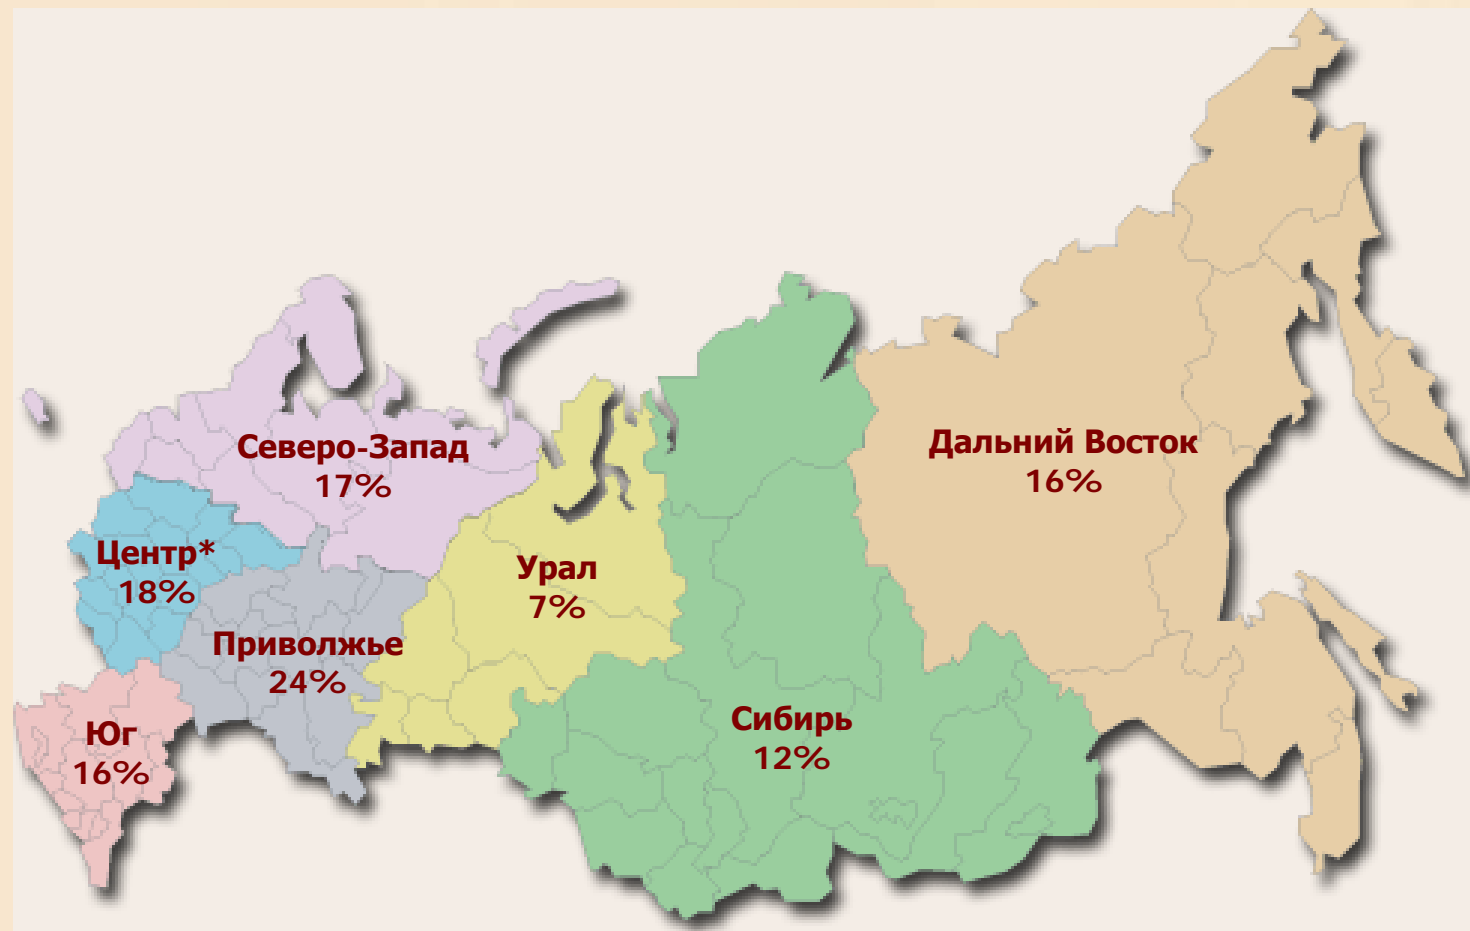 Северо-Запад
17%
Дальний Восток
16%
Центр*
18%
Урал
7%
Приволжье
24%
Юг
16%
Сибирь
12%